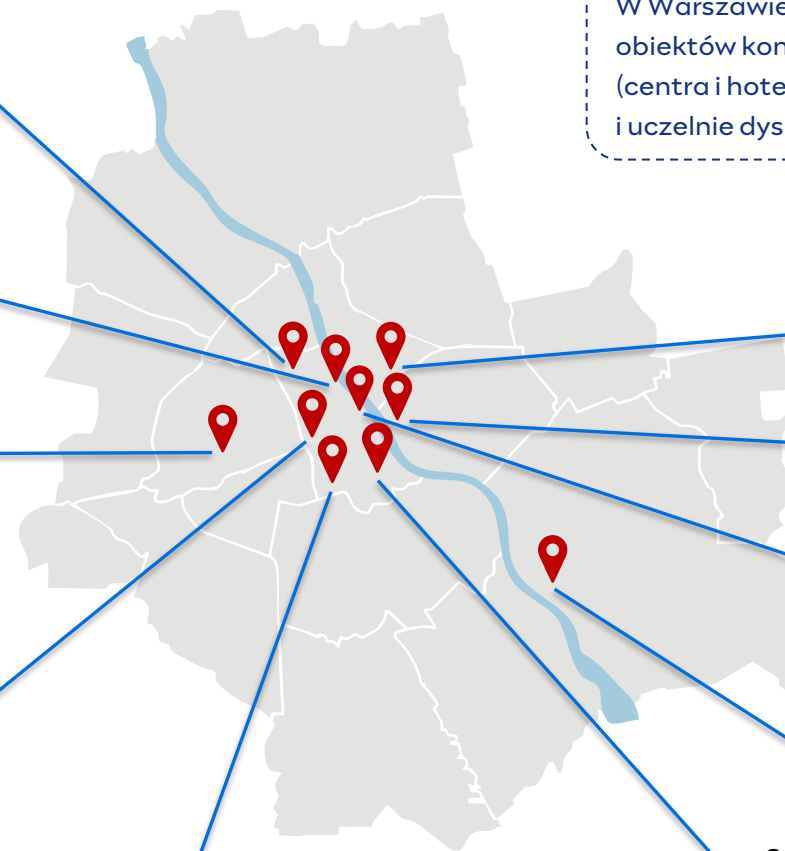 W Warszawie
obiektów kon
(centra i hote
i uczelnie dys